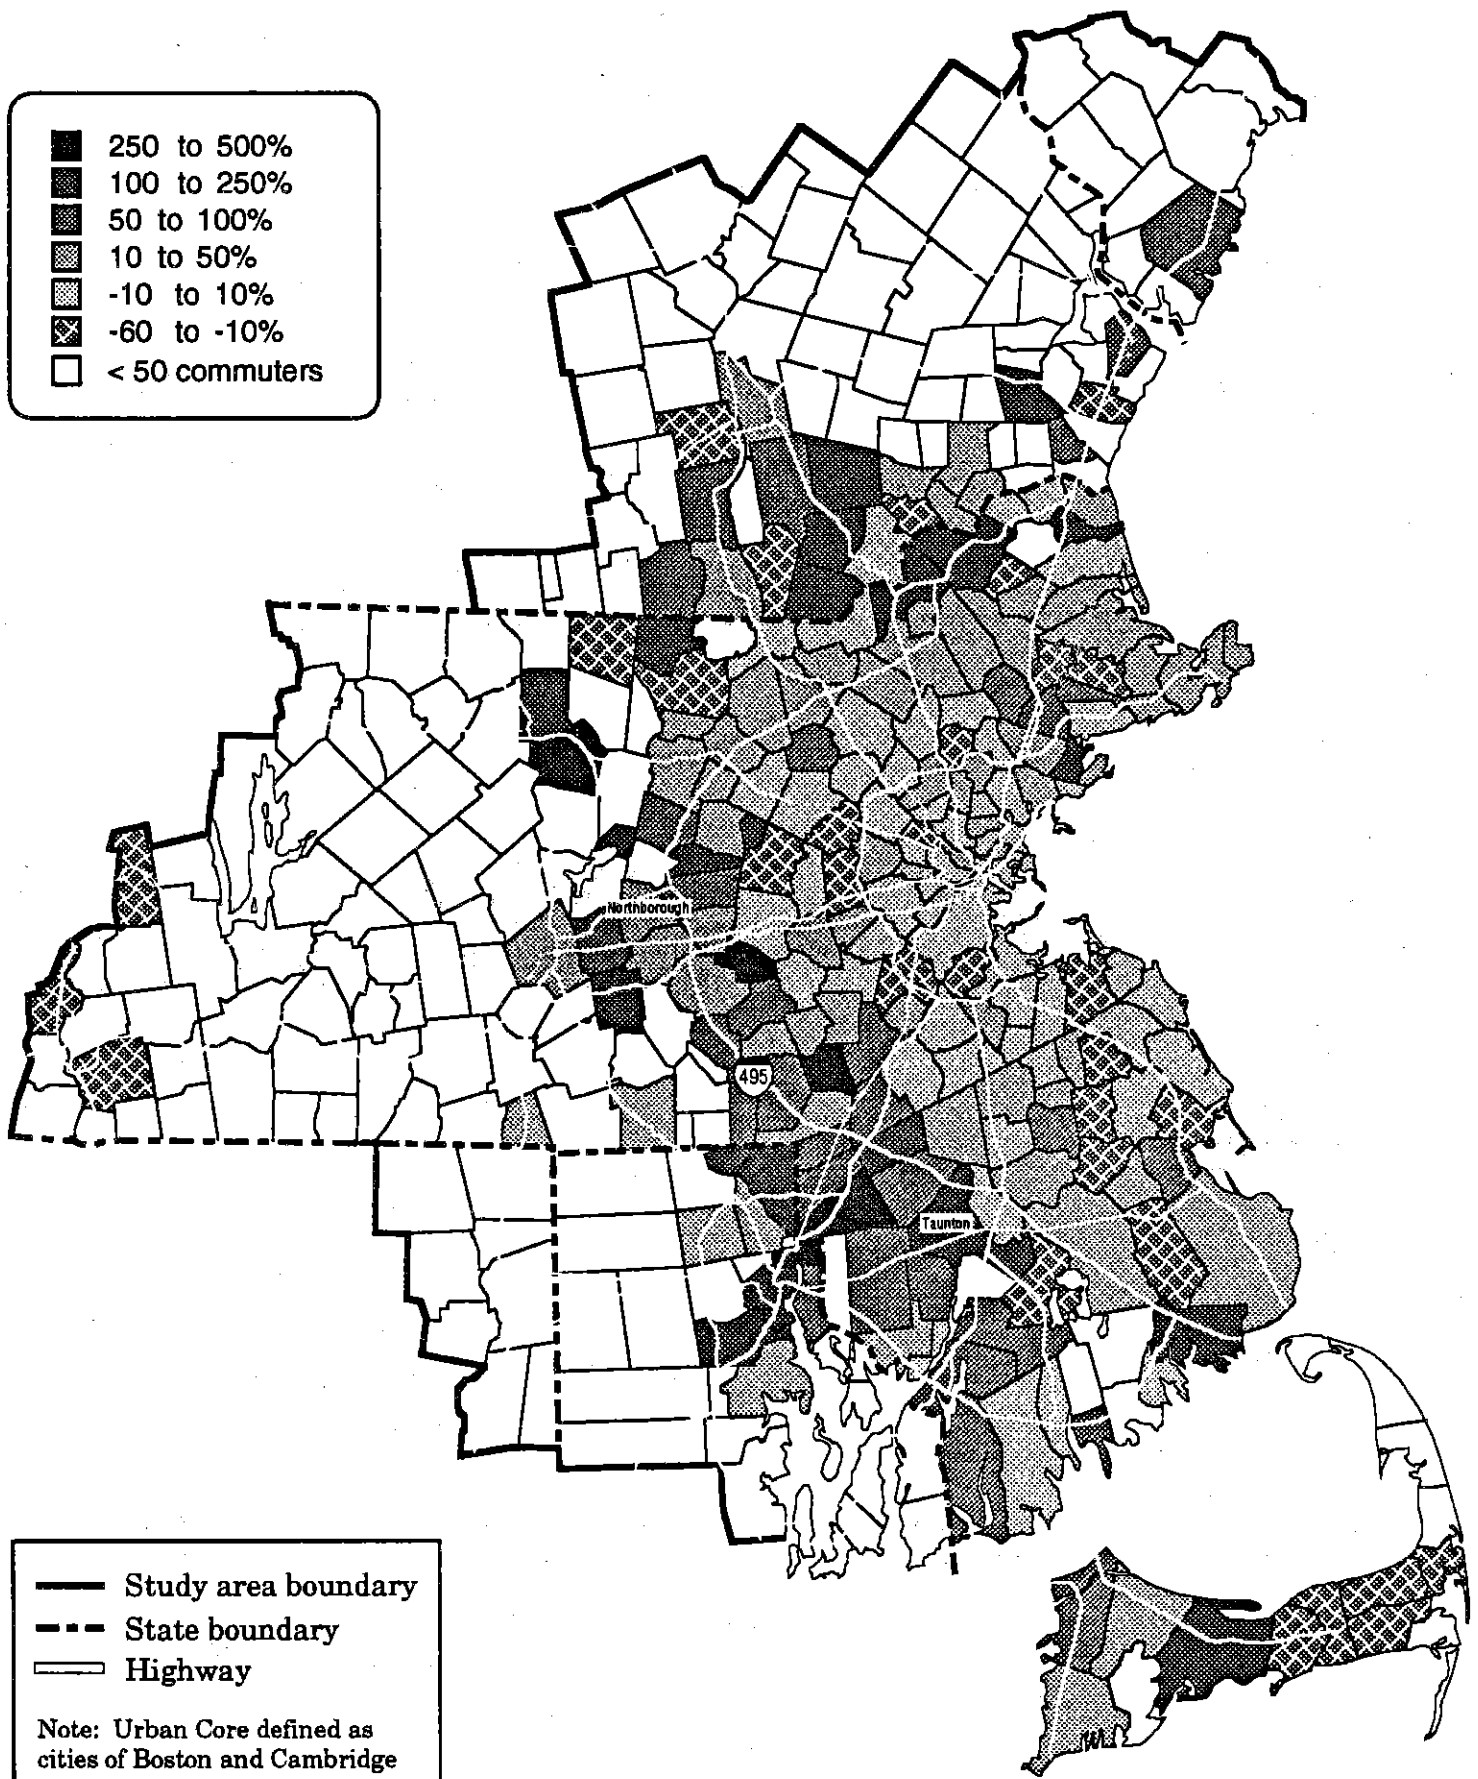 250 to 500%
100 to 250%
50 to 100%
10 to 50%
-10 to 10%
-60 to -10%
< 50 commuters
Northborough
495
Taunton
Study area boundary
State boundary
Highway
Note: Urban Core defined as
cities of Boston and Cambridge